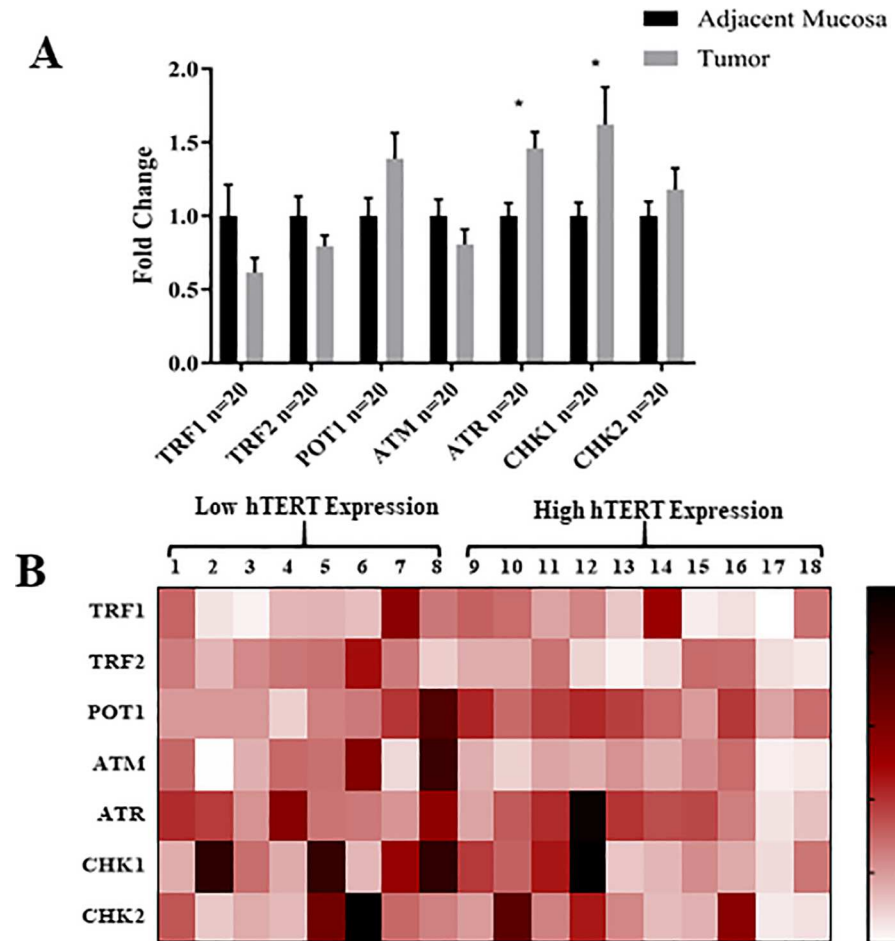 Adjacent Mucosa
Tumor
A
2.0
1.5
1.0
0.5
0.0
Fold Change
* *
TRF1 n=20
TRF2 n=20
POT1 n=20
ATM n=20
ATR n=20
CHK1 n=20
CHK2 n=20
Low hTERT Expression
High hTERT Expression
B
1 2 3 4 5 6 7 8 9 10 11 12 13 14 15 16 17 18
TRF1
TRF2
POT1
ATM
ATR
CHK1
CHK2